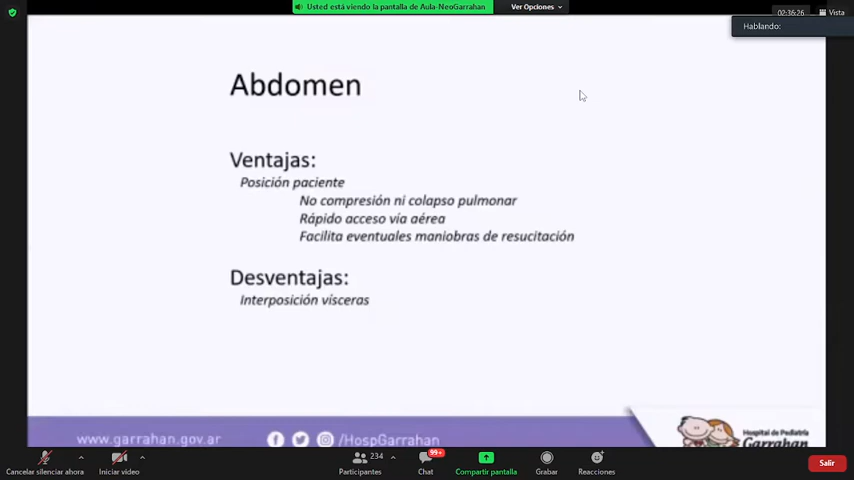 Usted está viendo la pantalla de Aula-NeoGarrahan
Ver Opciones
02:36:26
Vista
Hablando:
Abdomen
Ventajas:
Posición paciente
No compresión ni colapso pulmonar
Rápido acceso vía aérea
Facilita eventuales maniobras de resucitación
Desventajas:
Interposición vísceras
www.garrahan.gov.ar
/HospGarrahan
Hospital de Pediatría
Garrahan
Cancelar silenciar ahora
Iniciar video
Participantes
234
Chat
99+
Compartir pantalla
Grabar
Reacciones
Salir